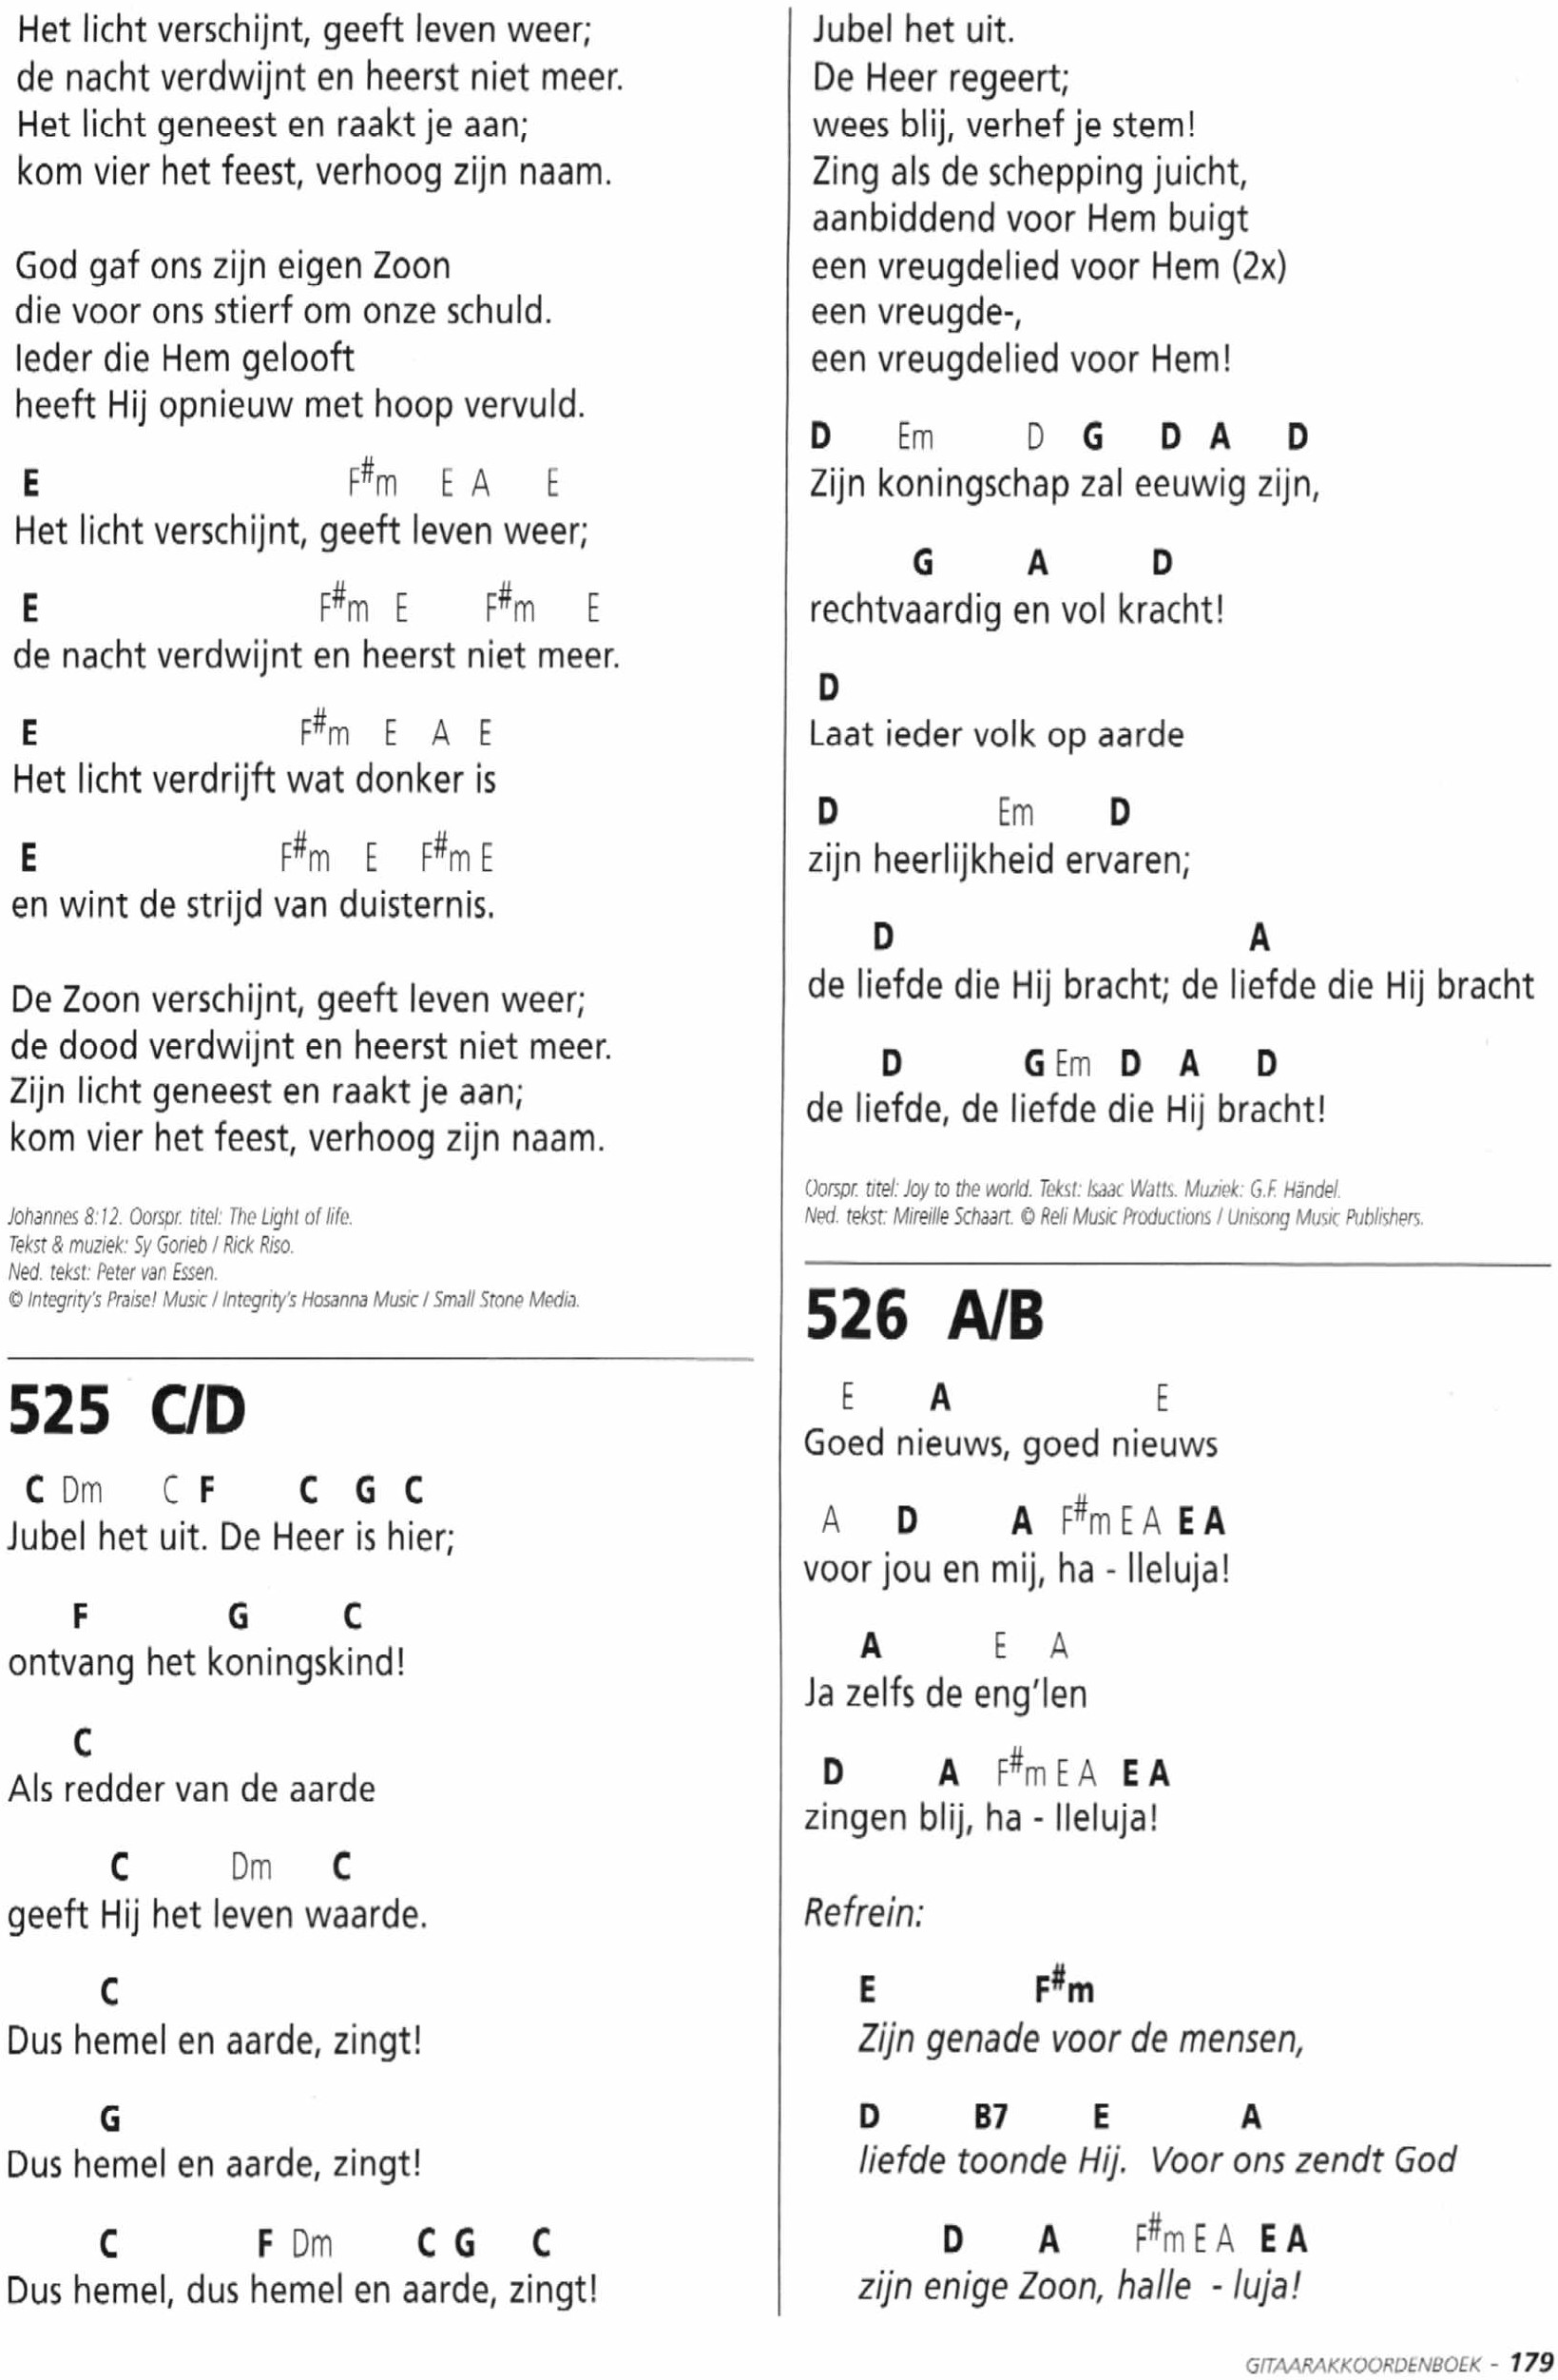 Het licht verschijnt, geeft leven weer;
de nacht verdwijnt en heerst niet meer.
Het licht geneest en raakt je aan;
kom vier het feest, verhoog zijn naam.
God gaf ons zijn eigen Zoon
die voor ons stierf om onze schuld.
Ieder die Hem gelooft
heeft Hij opnieuw met hoop vervuld.
E F#m E A E
Het licht verschijnt, geeft leven weer;
E F#m E F#m E
de nacht verdwijnt en heerst niet meer.
E F#m E A E
Het licht verdrijft wat donker is
E F#m E F#m E
en wint de strijd van duisternis.
De Zoon verschijnt, geeft leven weer;
de dood verdwijnt en heerst niet meer.
Zijn licht geneest en raakt je aan;
kom vier het feest, verhoog zijn naam.
Johannes 8:12. Oorspr. titel: The Light of life.
Tekst & muziek: Sy Gorieb / Rick Riso.
Ned. tekst: Peter van Essen.
© Integrity's Praise! Music / Integrity's Hosanna Music / Small Stone Media.
525 C/D
C Dm C F C G C
Jubel het uit. De Heer is hier;
F G C
ontvang het koningskind!
C
Als redder van de aarde
C Dm C
geeft Hij het leven waarde.
C
Dus hemel en aarde, zingt!
G
Dus hemel en aarde, zingt!
C F Dm C G C
Dus hemel, dus hemel en aarde, zingt!
Jubel het uit.
De Heer regeert;
wees blij, verhef je stem!
Zing als de schepping juicht,
aanbiddend voor Hem buigt
een vreugdelied voor Hem (2x)
een vreugde-,
een vreugdelied voor Hem!
D Em D G D A D
Zijn koningschap zal eeuwig zijn,
G A D
rechtvaardig en vol kracht!
D
Laat ieder volk op aarde
D Em D
zijn heerlijkheid ervaren;
D A
de liefde die Hij bracht; de liefde die Hij bracht
D G Em D A D
de liefde, de liefde die Hij bracht!
Oorspr. titel: Joy to the world. Tekst: Isaac Watts. Muziek: G.F. Händel.
Ned. tekst: Mireille Schaart. © Reli Music Productions / Unisong Music Publishers.
526 A/B
E A E
Goed nieuws, goed nieuws
A D A F#m E A E A
voor jou en mij, ha - lleluja!
A E A
Ja zelfs de eng'len
D A F#m E A E A
zingen blij, ha - lleluja!
Refrein:
E F#m
Zijn genade voor de mensen,
D B7 E A
liefde toonde Hij. Voor ons zendt God
D A F#m E A E A
zijn enige Zoon, halle - luja!
GITAARAKKOORDENBOEK - 179